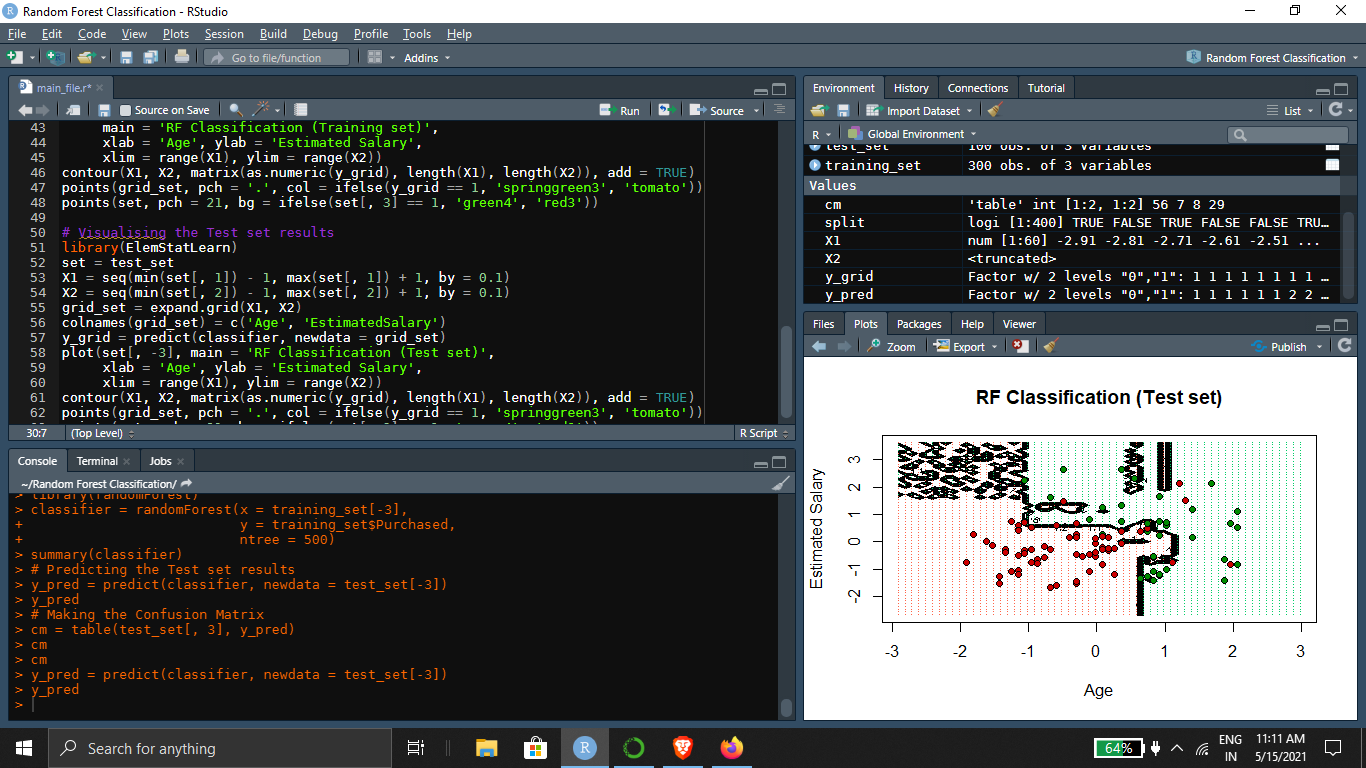 Random Forest Classification - RStudio
File Edit Code View Plots Session Build Debug Profile Tools Help
Go to file/function Addins Random Forest Classification
main_file.r*
Source on Save Run Source
43 main = 'RF Classification (Training set)',
44 xlab = 'Age', ylab = 'Estimated Salary',
45 xlim = range(X1), ylim = range(X2))
46 contour(X1, X2, matrix(as.numeric(y_grid), length(X1), length(X2)), add = TRUE)
47 points(grid_set, pch = '.', col = ifelse(y_grid == 1, 'springgreen3', 'tomato'))
48 points(set, pch = 21, bg = ifelse(set[, 3] == 1, 'green4', 'red3'))
49
50 # Visualising the Test set results
51 library(ElemStatLearn)
52 set = test_set
53 X1 = seq(min(set[, 1]) - 1, max(set[, 1]) + 1, by = 0.1)
54 X2 = seq(min(set[, 2]) - 1, max(set[, 2]) + 1, by = 0.1)
55 grid_set = expand.grid(X1, X2)
56 colnames(grid_set) = c('Age', 'EstimatedSalary')
57 y_grid = predict(classifier, newdata = grid_set)
58 plot(set[, -3], main = 'RF Classification (Test set)',
59 xlab = 'Age', ylab = 'Estimated Salary',
60 xlim = range(X1), ylim = range(X2))
61 contour(X1, X2, matrix(as.numeric(y_grid), length(X1), length(X2)), add = TRUE)
62 points(grid_set, pch = '.', col = ifelse(y_grid == 1, 'springgreen3', 'tomato'))
30:7 (Top Level) R Script
Console Terminal Jobs
~/Random Forest Classification/
> library(randomForest)
> classifier = randomForest(x = training_set[-3],
+ y = training_set$Purchased,
+ ntree = 500)
> summary(classifier)
> # Predicting the Test set results
> y_pred = predict(classifier, newdata = test_set[-3])
> y_pred
> # Making the Confusion Matrix
> cm = table(test_set[, 3], y_pred)
> cm
> cm
> y_pred = predict(classifier, newdata = test_set[-3])
> y_pred
>
Environment History Connections Tutorial
Import Dataset List
R Global Environment
test_set 100 obs. of 3 variables
training_set 300 obs. of 3 variables
Values
cm 'table' int [1:2, 1:2] 56 7 8 29
split logi [1:400] TRUE FALSE TRUE FALSE FALSE TRU...
X1 num [1:60] -2.91 -2.81 -2.71 -2.61 -2.51 ...
X2 <truncated>
y_grid Factor w/ 2 levels "0","1": 1 1 1 1 1 1 1 1 ...
y_pred Factor w/ 2 levels "0","1": 1 1 1 1 1 1 2 2 ...
Files Plots Packages Help Viewer
Zoom Export Publish
RF Classification (Test set)
Estimated Salary
3
2
1
0
-1
-2
-3 -2 -1 0 1 2 3
Age
Search for anything
R
64%
ENG
IN
11:11 AM
5/15/2021